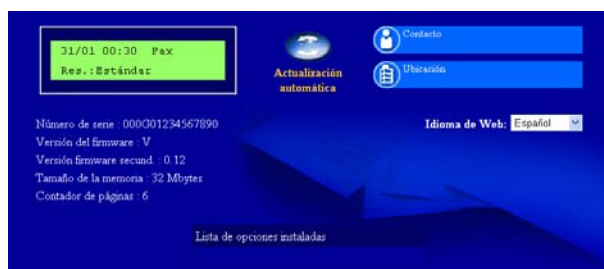 31/01 00:30 Fax
Res.:Estándar
Actualización
automática
Contacto
Ubicación
Número de serie : 000G01234567890
Versión del firmware : V
Versión firmware secund. : 0.12
Tamaño de la memoria : 32 Mbytes
Contador de páginas : 6
Idioma de Web: Español
Lista de opciones instaladas